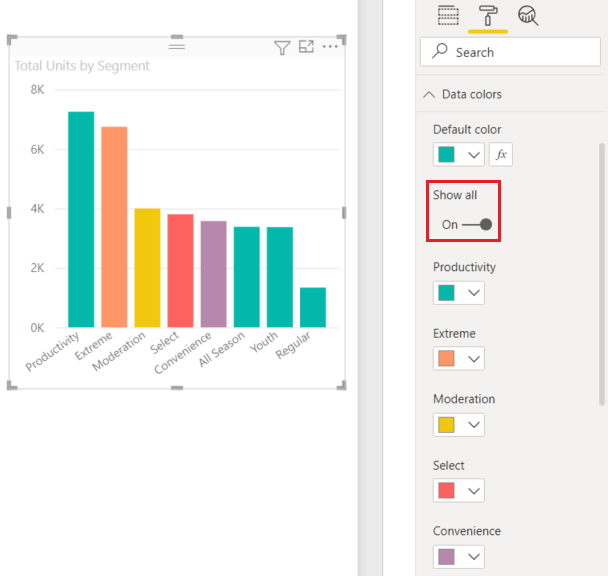 Total Units by Segment
8K
6K
4K
2K
0K
Productivity
Extreme
Moderation
Select
Convenience
All Season
Youth
Regular
Search
Data colors
Default color
fx
Show all
On
Productivity
Extreme
Moderation
Select
Convenience